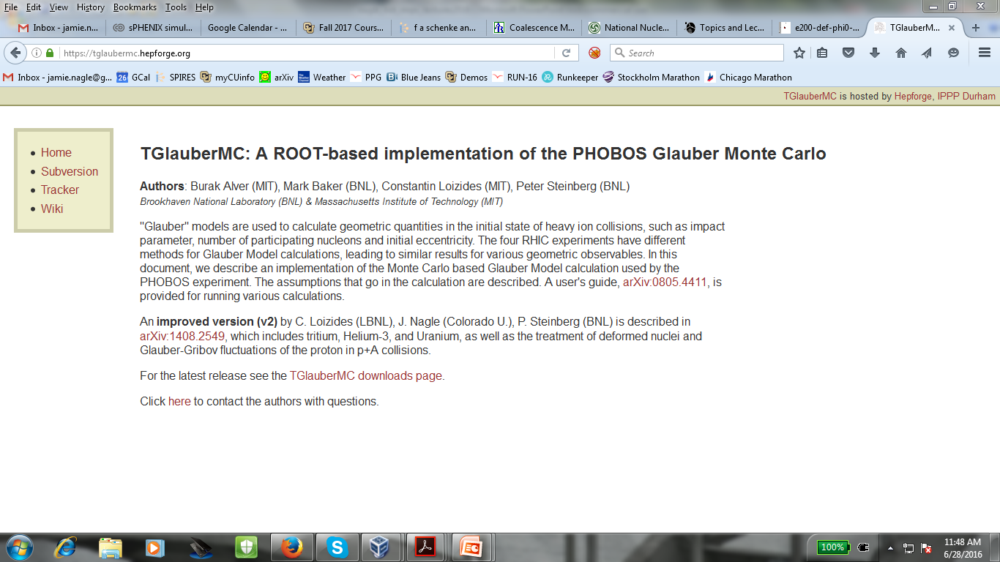 File Edit View History Bookmarks Tools Help
Inbox - jamie.n... sPHENIX simul... Google Calendar - ... Fall 2017 Cours... f a schenke an... Coalescence M... National Nucle... Topics and Lec... e200-def-phi0-... TGlauberM...
https://tglaubermc.hepforge.org Search
Inbox - jamie.nagle@g... 26 GCal SPIRES myCUinfo arXiv Weather PPG Blue Jeans Demos RUN-16 Runkeeper Stockholm Marathon Chicago Marathon
TGlauberMC is hosted by Hepforge, IPPP Durham
Home
Subversion
Tracker
Wiki
TGlauberMC: A ROOT-based implementation of the PHOBOS Glauber Monte Carlo
Authors: Burak Alver (MIT), Mark Baker (BNL), Constantin Loizides (MIT), Peter Steinberg (BNL)
Brookhaven National Laboratory (BNL) & Massachusetts Institute of Technology (MIT)
"Glauber" models are used to calculate geometric quantities in the initial state of heavy ion collisions, such as impact
parameter, number of participating nucleons and initial eccentricity. The four RHIC experiments have different
methods for Glauber Model calculations, leading to similar results for various geometric observables. In this
document, we describe an implementation of the Monte Carlo based Glauber Model calculation used by the
PHOBOS experiment. The assumptions that go in the calculation are described. A user's guide, arXiv:0805.4411, is
provided for running various calculations.
An improved version (v2) by C. Loizides (LBNL), J. Nagle (Colorado U.), P. Steinberg (BNL) is described in
arXiv:1408.2549, which includes tritium, Helium-3, and Uranium, as well as the treatment of deformed nuclei and
Glauber-Gribov fluctuations of the proton in p+A collisions.
For the latest release see the TGlauberMC downloads page.
Click here to contact the authors with questions.
100%
11:48 AM
6/28/2016